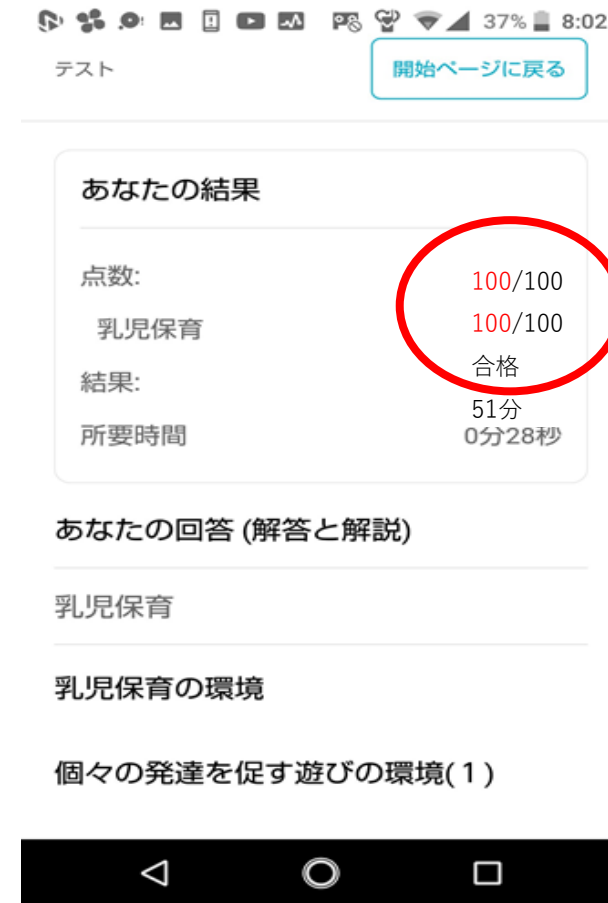 37% 8:02
テスト 開始ページに戻る
あなたの結果
点数: 100/100
乳児保育 100/100
結果: 合格
51分
所要時間 0分28秒
あなたの回答 (解答と解説)
乳児保育
乳児保育の環境
個々の発達を促す遊びの環境(1)